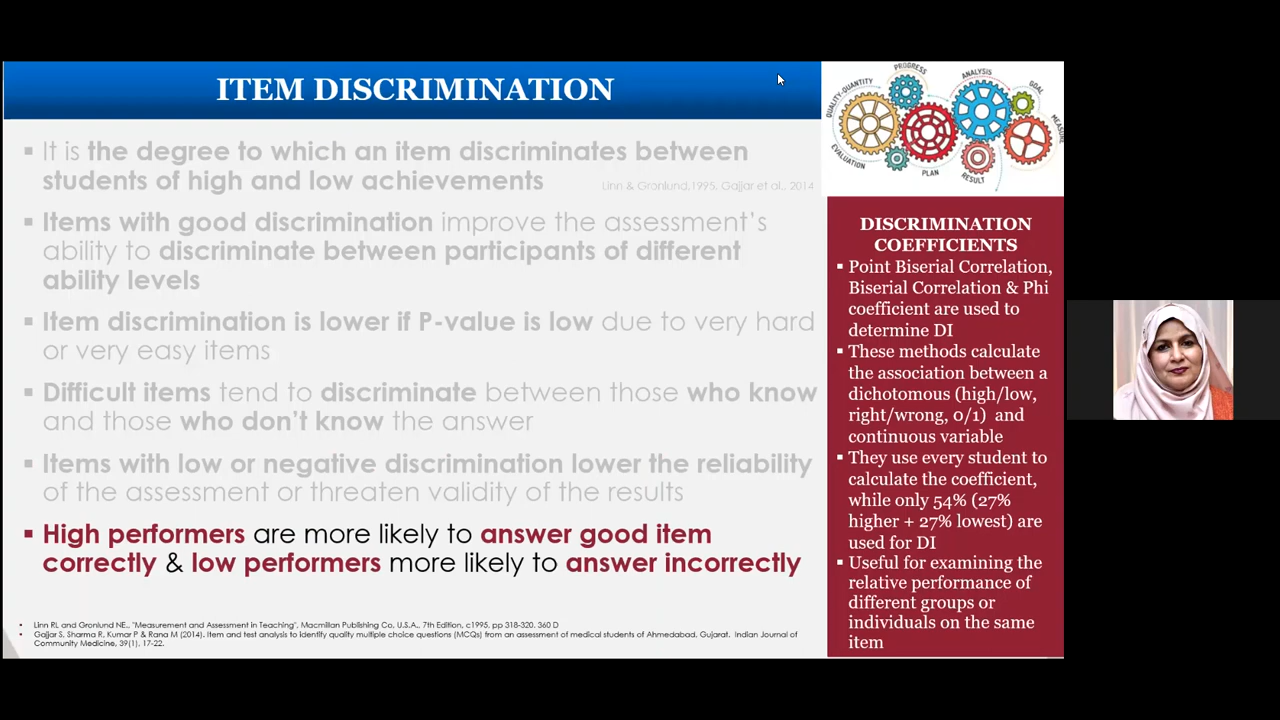 ITEM DISCRIMINATION
▪ It is the degree to which an item discriminates between
students of high and low achievements
Linn & Gronlund,1995, Gajjar et al., 2014
▪ Items with good discrimination improve the assessment's
ability to discriminate between participants of different
ability levels
▪ Item discrimination is lower if P-value is low due to very hard
or very easy items
▪ Difficult items tend to discriminate between those who know
and those who don't know the answer
▪ Items with low or negative discrimination lower the reliability
of the assessment or threaten validity of the results
▪ High performers are more likely to answer good item
correctly & low performers more likely to answer incorrectly
• Linn RL and Gronlund NE., "Measurement and Assessment in Teaching", Macmillan Publishing Co, U.S.A., 7th Edition, c1995, pp 318-320. 360 D
• Gajjar S, Sharma R, Kumar P & Rana M (2014). Item and test analysis to identify quality multiple choice questions (MCQs) from an assessment of medical students of Ahmedabad, Gujarat. Indian Journal of
Community Medicine, 39(1), 17-22.
QUALITY-QUANTITY
PROGRESS
ANALYSIS
GOAL
MEASURE
EVALUATION
PLAN
RESULT
DISCRIMINATION
COEFFICIENTS
▪ Point Biserial Correlation,
Biserial Correlation & Phi
coefficient are used to
determine DI
▪ These methods calculate
the association between a
dichotomous (high/low,
right/wrong, 0/1) and
continuous variable
▪ They use every student to
calculate the coefficient,
while only 54% (27%
higher + 27% lowest) are
used for DI
▪ Useful for examining the
relative performance of
different groups or
individuals on the same
item